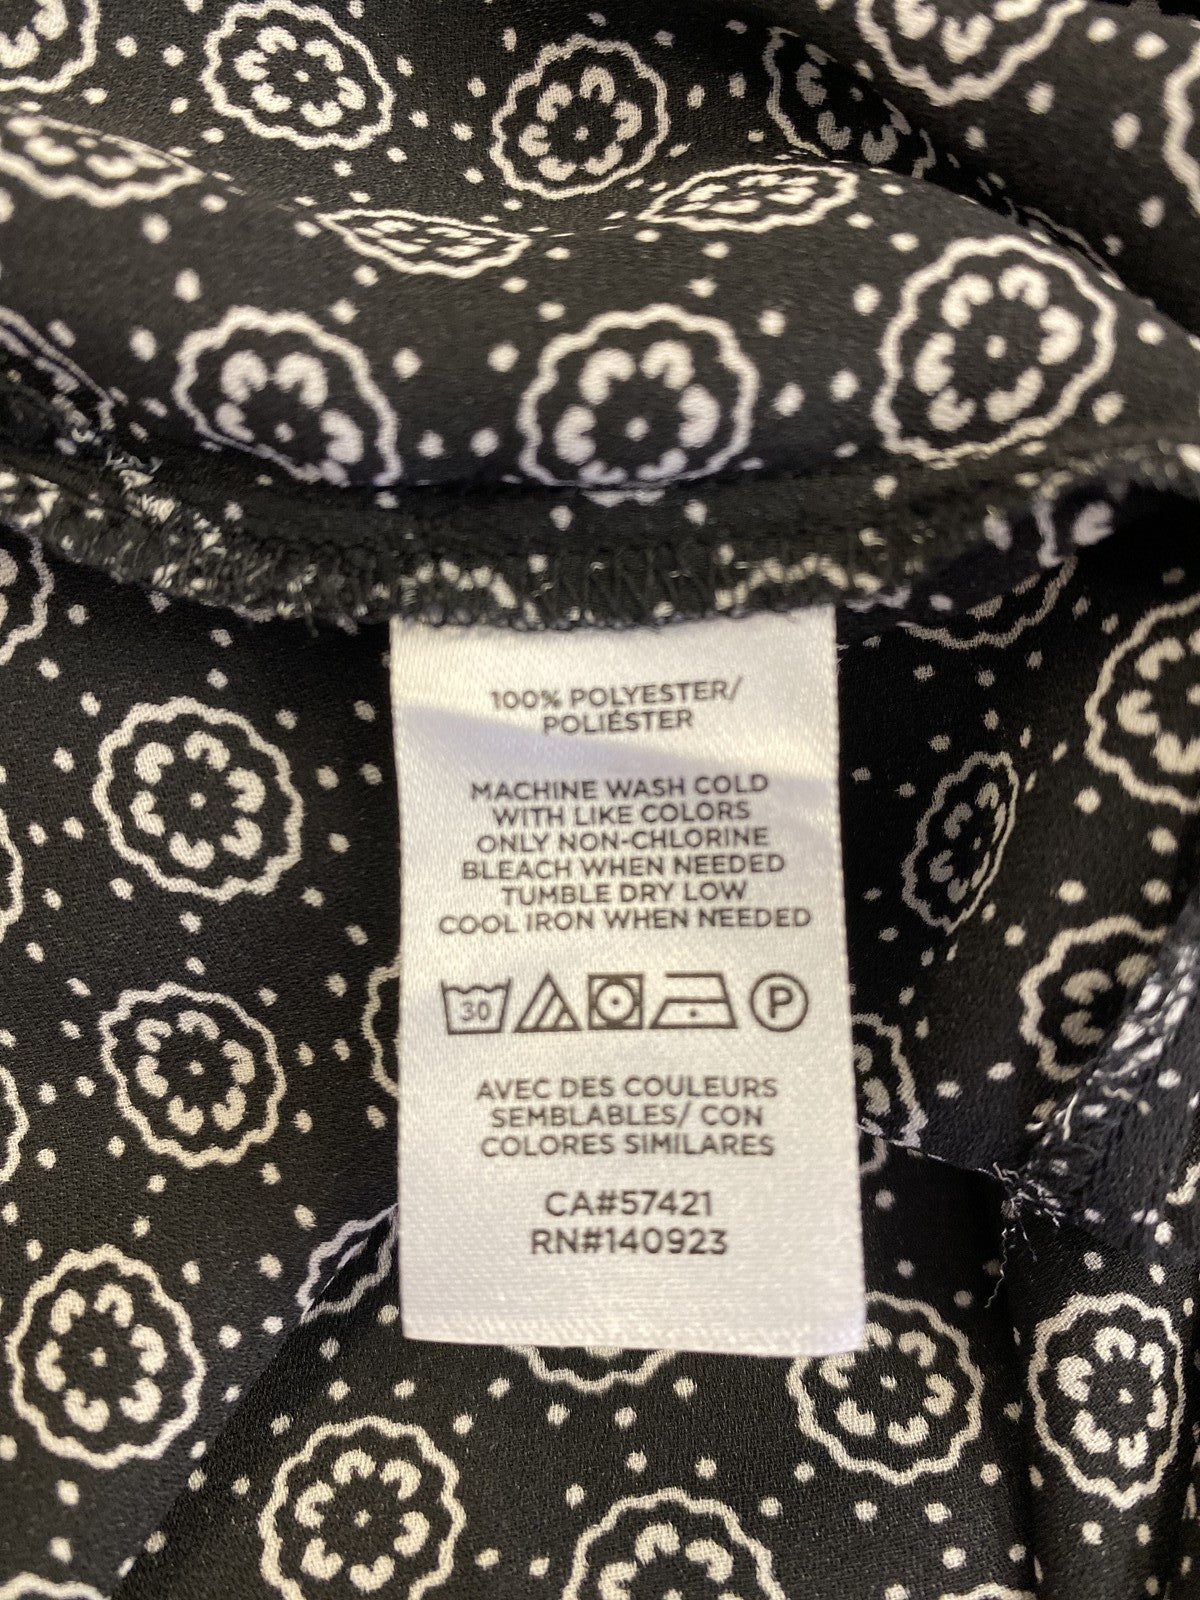 100% POLYESTER/
POLIÉSTER
MACHINE WASH COLD
WITH LIKE COLORS
ONLY NON-CHLORINE
BLEACH WHEN NEEDED
TUMBLE DRY LOW
COOL IRON WHEN NEEDED
30 P
AVEC DES COULEURS
SEMBLABLES/ CON
COLORES SIMILARES
CA#57421
RN#140923